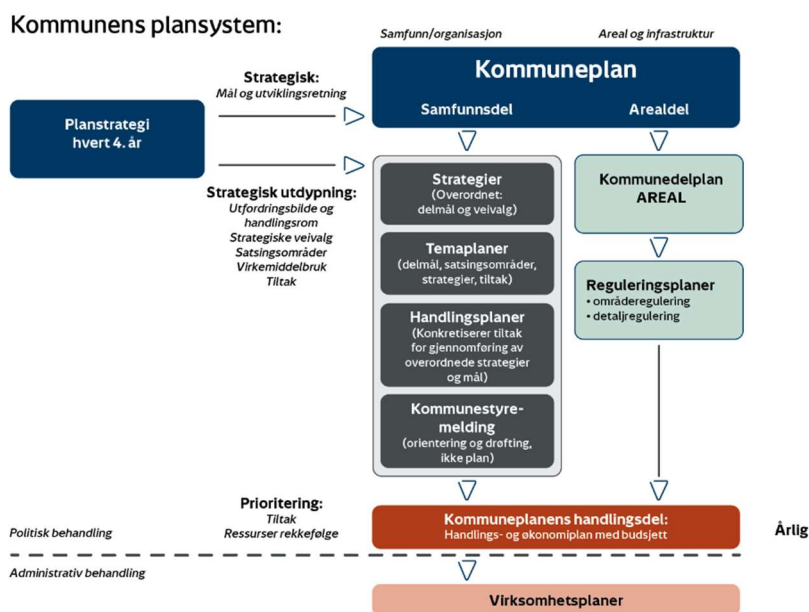 Kommunens plansystem:
Samfunn/organisasjon
Areal og infrastruktur
Kommuneplan
Samfunnsdel
Arealdel
Planstrategi
hvert 4. år
Strategisk:
Mål og utviklingsretning
Strategisk utdypning:
Utfordringsbilde og
handlingsrom
Strategiske veivalg
Satsingsområder
Virkemiddelbruk
Tiltak
Strategier
(Overordnet:
delmål og veivalg)
Temaplaner
(delmål, satsingsområder,
strategier, tiltak)
Handlingsplaner
(Konkretiserer tiltak
for gjennomføring av
overordnede strategier
og mål)
Kommunestyre-
melding
(orientering og drøfting,
ikke plan)
Kommunedelplan
AREAL
Reguleringsplaner
• områderegulering
• detaljregulering
Prioritering:
Tiltak
Ressurser rekkefølge
Kommuneplanens handlingsdel:
Handlings- og økonomiplan med budsjett
Årlig
Politisk behandling
Administrativ behandling
Virksomhetsplaner